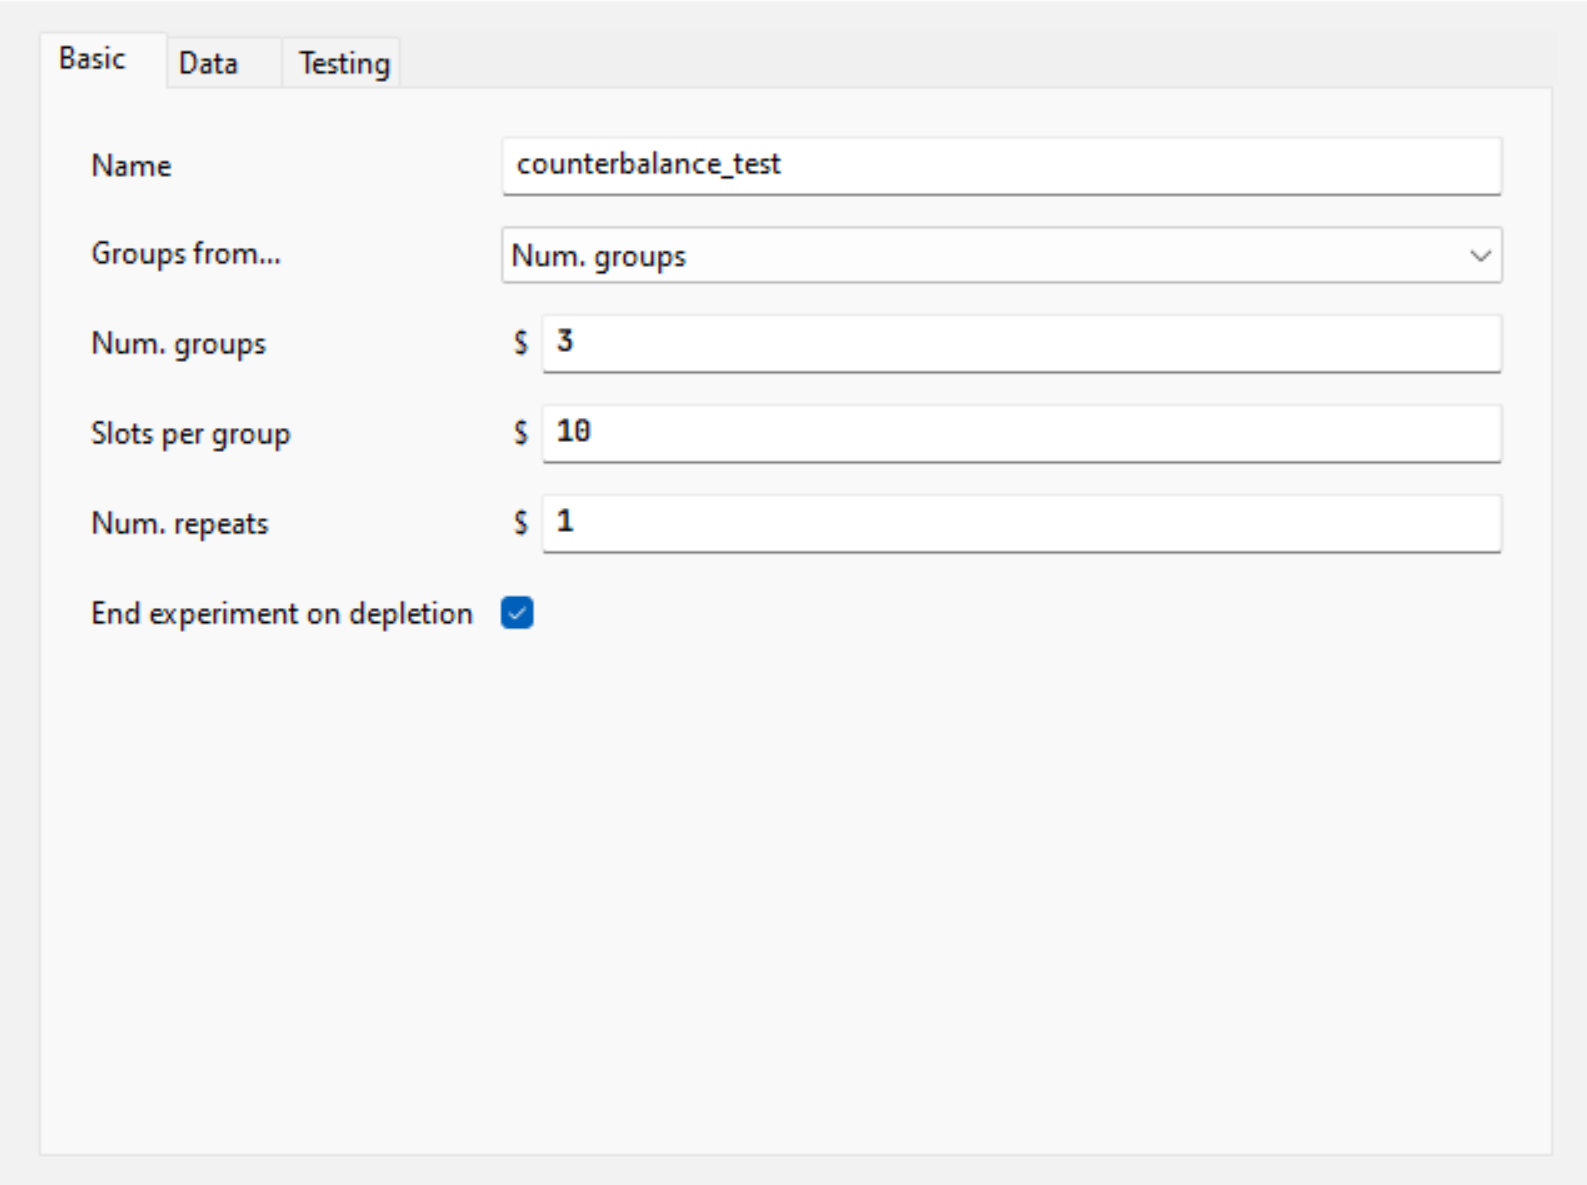 Basic Data Testing
Name counterbalance_test
Groups from... Num. groups
Num. groups $ 3
Slots per group $ 10
Num. repeats $ 1
End experiment on depletion